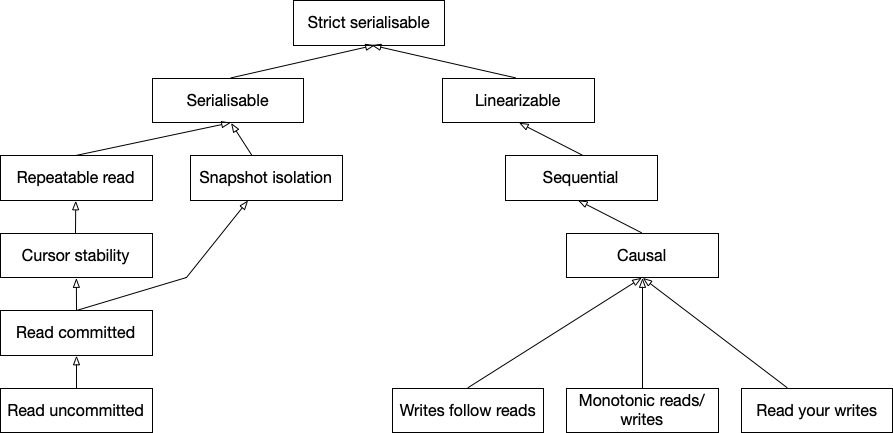 Strict serialisable
Serialisable
Linearizable
Repeatable read
Snapshot isolation
Sequential
Cursor stability
Causal
Read committed
Read uncommitted
Writes follow reads
Monotonic reads/
writes
Read your writes